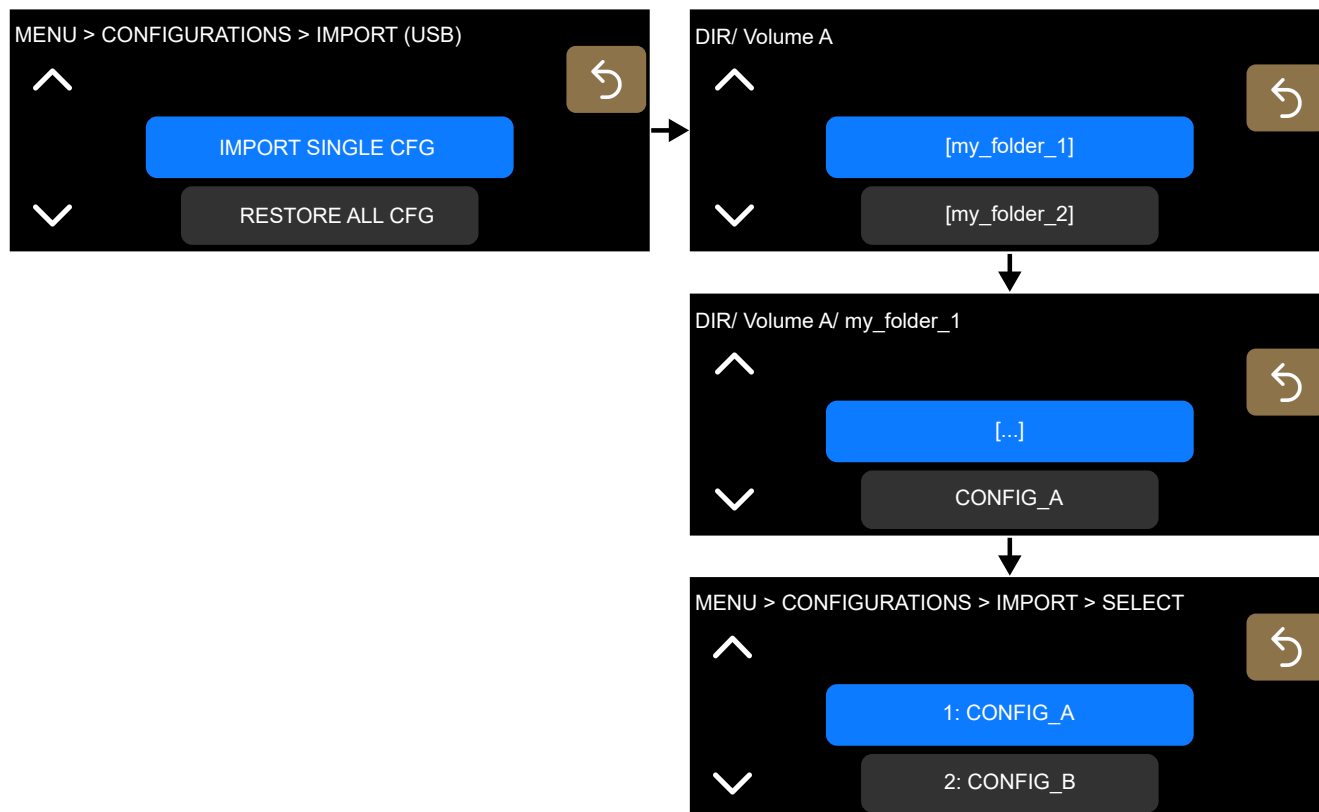 MENU > CONFIGURATIONS > IMPORT (USB)
IMPORT SINGLE CFG
RESTORE ALL CFG
DIR/ Volume A
[my_folder_1]
[my_folder_2]
DIR/ Volume A/ my_folder_1
[...]
CONFIG_A
MENU > CONFIGURATIONS > IMPORT > SELECT
1: CONFIG_A
2: CONFIG_B